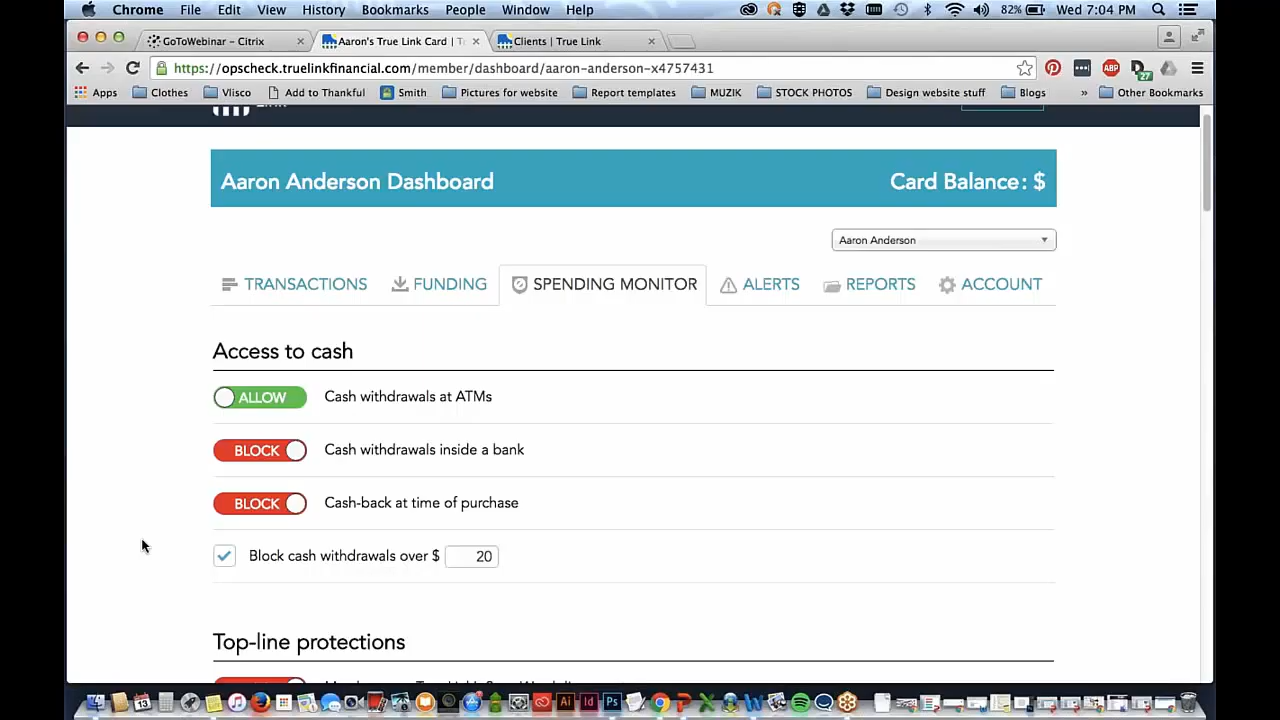 Chrome File Edit View History Bookmarks People Window Help 82% Wed 7:04 PM
GoToWebinar - Citrix Aaron's True Link Card | Tr Clients | True Link
https://opscheck.truelinkfinancial.com/member/dashboard/aaron-anderson-x4757431 ABP 27
Apps Clothes Vlisco Add to Thankful Smith Pictures for website Report templates MUZIK STOCK PHOTOS Design website stuff Blogs » Other Bookmarks
Aaron Anderson Dashboard Card Balance: $
Aaron Anderson
TRANSACTIONS FUNDING SPENDING MONITOR ALERTS REPORTS ACCOUNT
Access to cash
ALLOW Cash withdrawals at ATMs
BLOCK Cash withdrawals inside a bank
BLOCK Cash-back at time of purchase
Block cash withdrawals over $ 20
Top-line protections